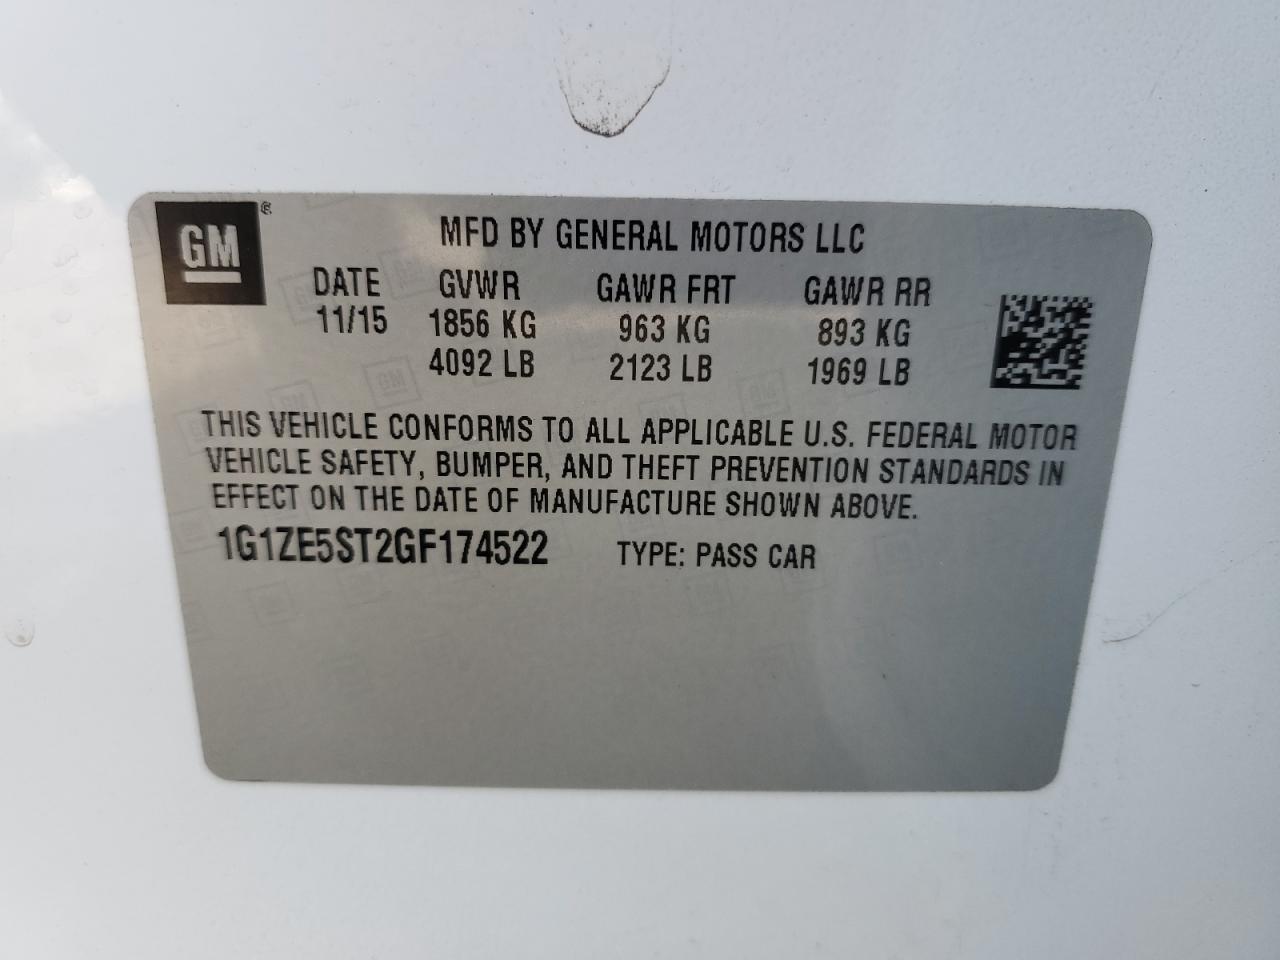 GM®
MFD BY GENERAL MOTORS LLC
DATE GVWR GAWR FRT GAWR RR
11/15 1856 KG 963 KG 893 KG
4092 LB 2123 LB 1969 LB
THIS VEHICLE CONFORMS TO ALL APPLICABLE U.S. FEDERAL MOTOR
VEHICLE SAFETY, BUMPER, AND THEFT PREVENTION STANDARDS IN
EFFECT ON THE DATE OF MANUFACTURE SHOWN ABOVE.
1G1ZE5ST2GF174522 TYPE: PASS CAR